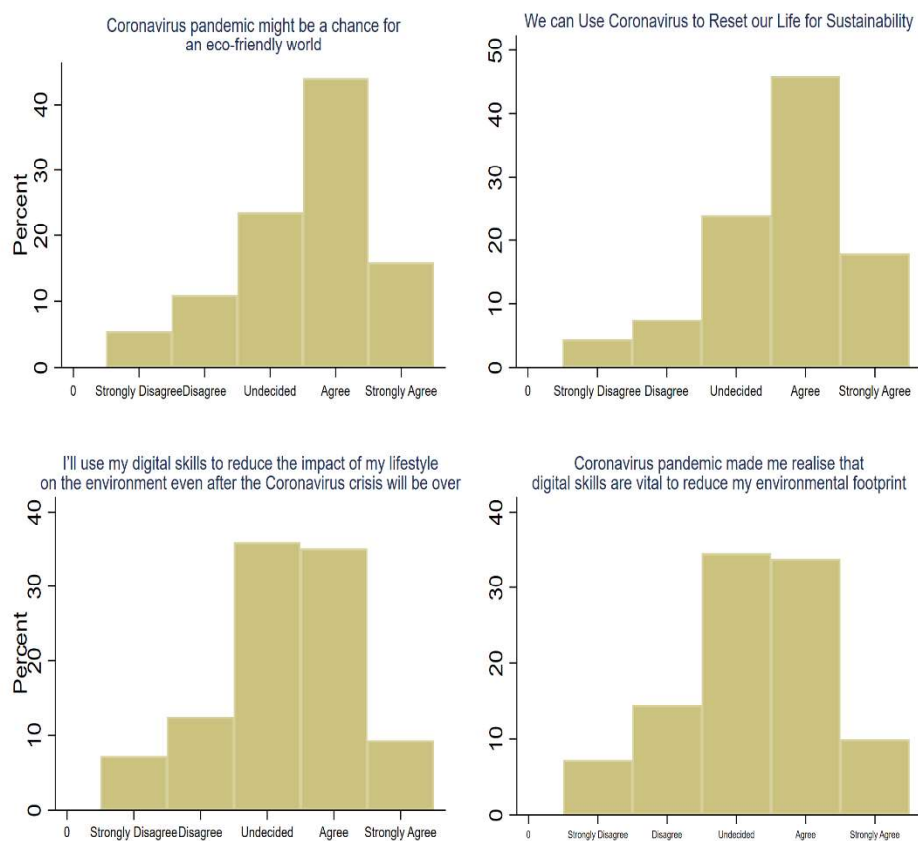 Coronavirus pandemic might be a chance for
an eco-friendly world
Percent
40
30
20
10
0
0 Strongly Disagree Disagree Undecided Agree Strongly Agree
We can Use Coronavirus to Reset our Life for Sustainability
50
40
30
20
10
0
0 Strongly Disagree Disagree Undecided Agree Strongly Agree
I'll use my digital skills to reduce the impact of my lifestyle
on the environment even after the Coronavirus crisis will be over
Percent
40
30
20
10
0
0 Strongly Disagree Disagree Undecided Agree Strongly Agree
Coronavirus pandemic made me realise that
digital skills are vital to reduce my environmental footprint
40
30
20
10
0
0 Strongly Disagree Disagree Undecided Agree Strongly Agree